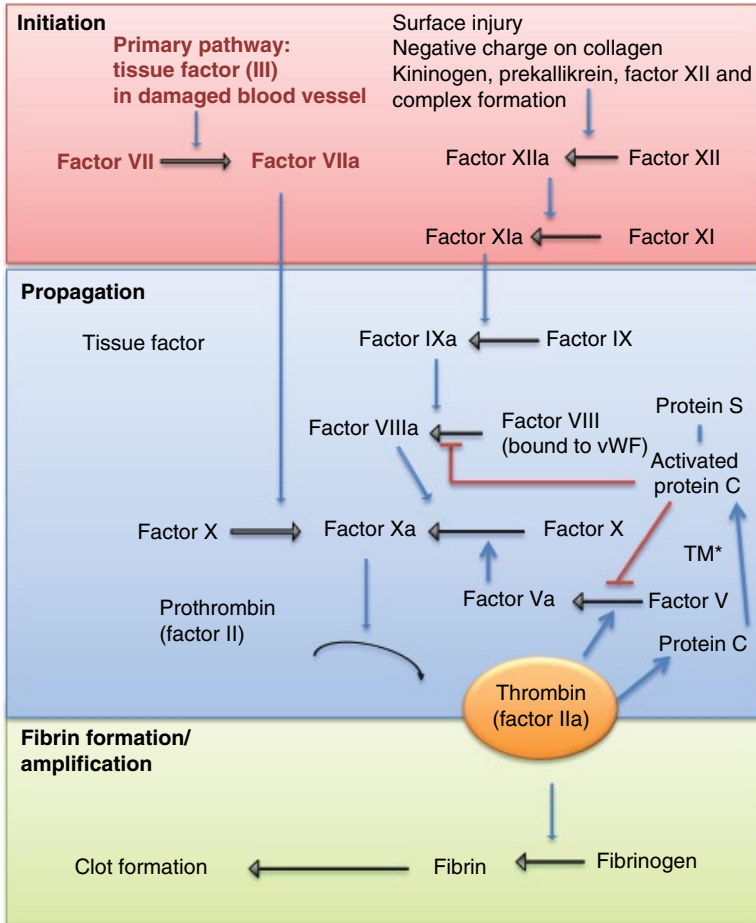 Initiation
Primary pathway:
tissue factor (III)
in damaged blood vessel
Surface injury
Negative charge on collagen
Kininogen, prekallikrein, factor XII and
complex formation
Factor VII
Factor VIIa
Factor XIIa
Factor XII
Factor XIa
Factor XI
Propagation
Tissue factor
Factor IXa
Factor IX
Factor VIIIa
Factor VIII
(bound to vWF)
Protein S
Activated
protein C
Factor X
Factor Xa
Factor X
TM*
Factor Va
Factor V
Prothrombin
(factor II)
Protein C
Thrombin
(factor IIa)
Fibrin formation/
amplification
Clot formation
Fibrin
Fibrinogen